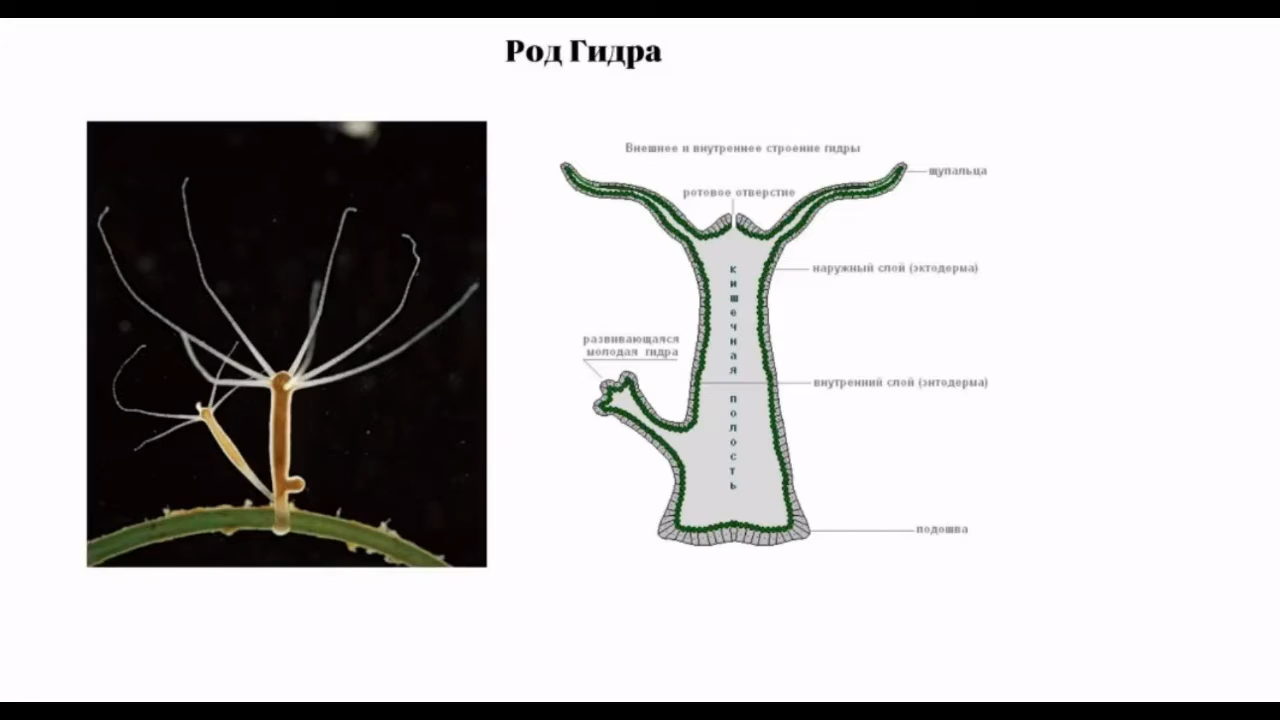 Род Гидра
Внешнее и внутреннее строение гидры
щупальца
ротовое отверстие
наружный слой (эктодерма)
кишечная полость
развивающаяся
молодая гидра
внутренний слой (энтодерма)
подошва